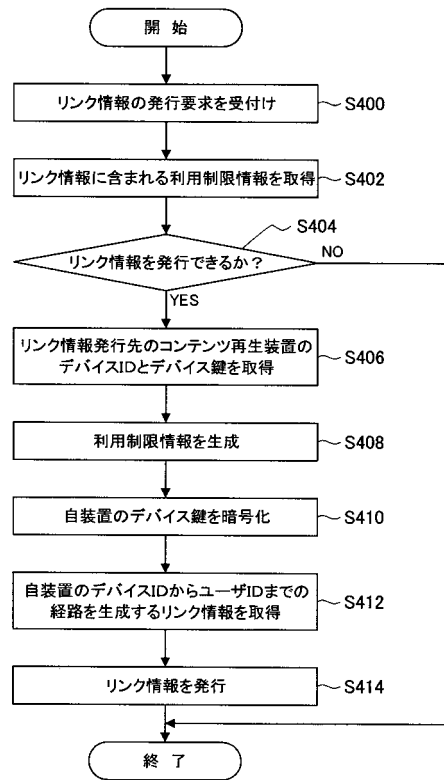 開始
リンク情報の発行要求を受付け
S400
リンク情報に含まれる利用制限情報を取得
S402
S404
リンク情報を発行できるか？
NO
YES
リンク情報発行先のコンテンツ再生装置の
デバイスIDとデバイス鍵を取得
S406
利用制限情報を生成
S408
自装置のデバイス鍵を暗号化
S410
自装置のデバイスIDからユーザIDまでの
経路を生成するリンク情報を取得
S412
リンク情報を発行
S414
終了